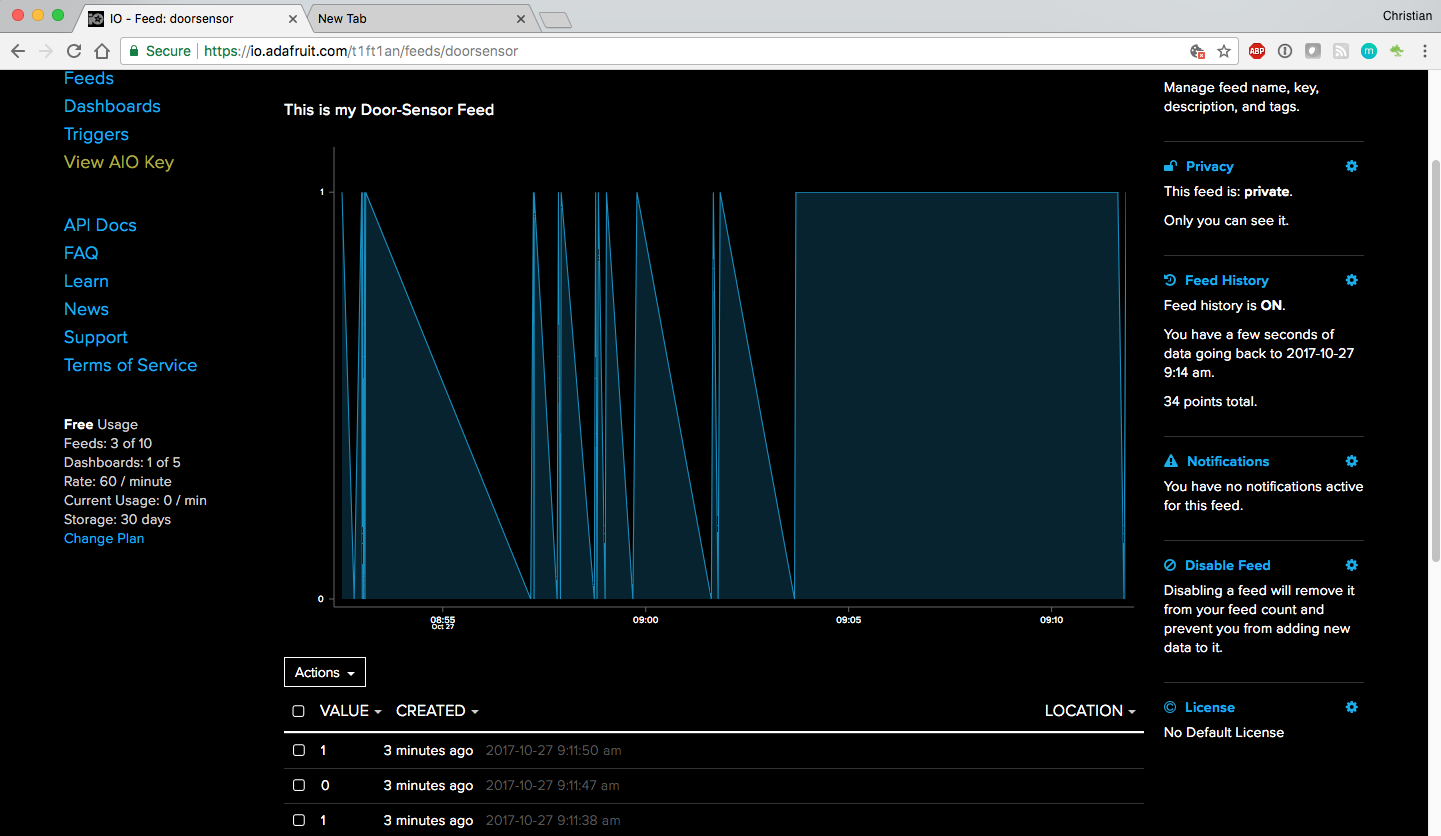 IO - Feed: doorsensor
New Tab
Christian
Secure
https://io.adafruit.com/t1ft1an/feeds/doorsensor
ABP
m
Feeds
Dashboards
Triggers
View AIO Key
API Docs
FAQ
Learn
News
Support
Terms of Service
Free Usage
Feeds: 3 of 10
Dashboards: 1 of 5
Rate: 60 / minute
Current Usage: 0 / min
Storage: 30 days
Change Plan
This is my Door-Sensor Feed
1
0
08:55
Oct 27
09:00
09:05
09:10
Actions
VALUE CREATED LOCATION
1 3 minutes ago 2017-10-27 9:11:50 am
0 3 minutes ago 2017-10-27 9:11:47 am
1 3 minutes ago 2017-10-27 9:11:38 am
Manage feed name, key,
description, and tags.
Privacy
This feed is: private.
Only you can see it.
Feed History
Feed history is ON.
You have a few seconds of
data going back to 2017-10-27
9:14 am.
34 points total.
Notifications
You have no notifications active
for this feed.
Disable Feed
Disabling a feed will remove it
from your feed count and
prevent you from adding new
data to it.
© License
No Default License